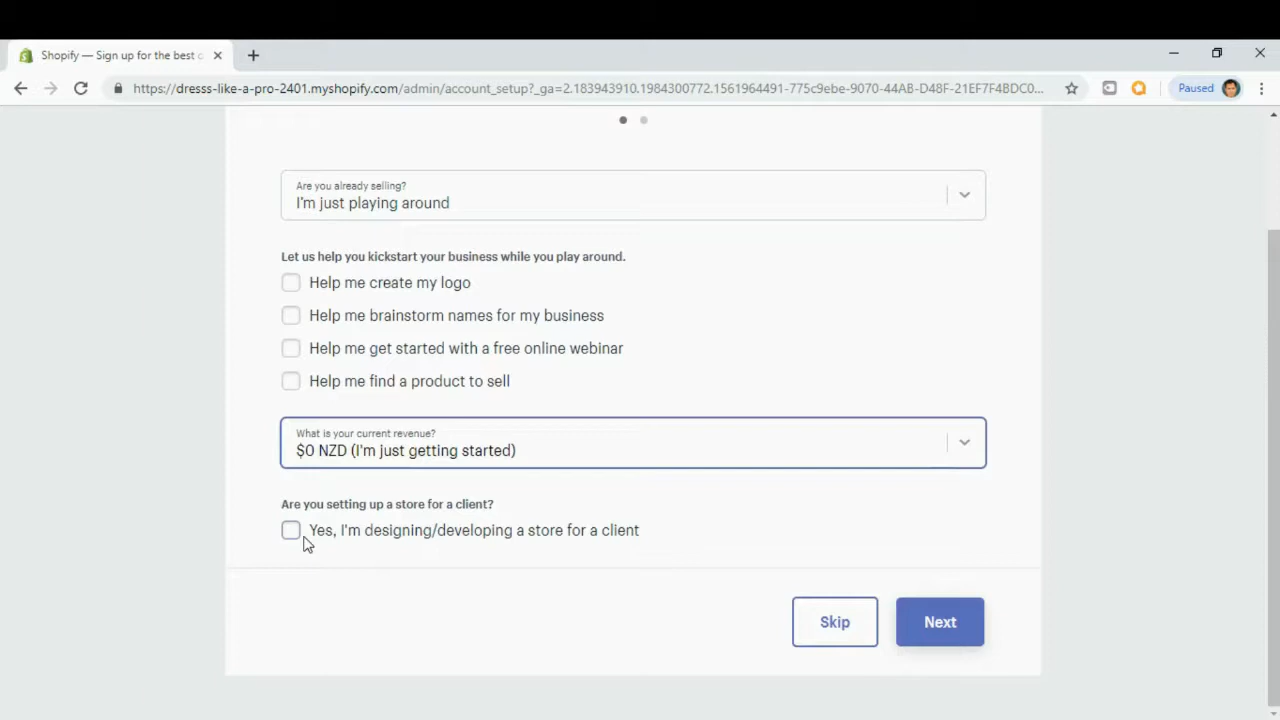 Shopify — Sign up for the best c
https://dresss-like-a-pro-2401.myshopify.com/admin/account_setup?_ga=2.183943910.1984300772.1561964491-775c9ebe-9070-44AB-D48F-21EF7F4BDC0...
Paused
Are you already selling?
I'm just playing around
Let us help you kickstart your business while you play around.
Help me create my logo
Help me brainstorm names for my business
Help me get started with a free online webinar
Help me find a product to sell
What is your current revenue?
$0 NZD (I'm just getting started)
Are you setting up a store for a client?
Yes, I'm designing/developing a store for a client
Skip
Next